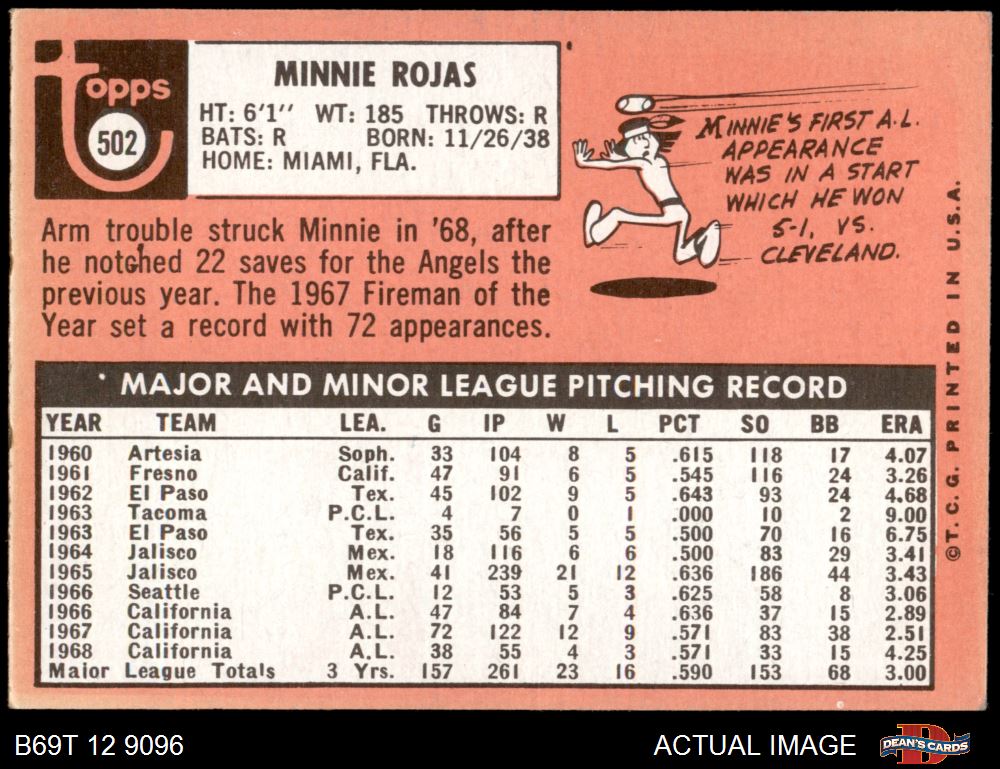 topps
502
MINNIE ROJAS
HT: 6'1'' WT: 185 THROWS: R
BATS: R BORN: 11/26/38
HOME: MIAMI, FLA.
MINNIE'S FIRST A.L.
APPEARANCE
WAS IN A START
WHICH HE WON
5-1, VS.
CLEVELAND.
Arm trouble struck Minnie in '68, after
he notched 22 saves for the Angels the
previous year. The 1967 Fireman of the
Year set a record with 72 appearances.
MAJOR AND MINOR LEAGUE PITCHING RECORD
YEAR TEAM LEA. G IP W L PCT SO BB ERA
1960 Artesia Soph. 33 104 8 5 .615 118 17 4.07
1961 Fresno Calif. 47 91 6 5 .545 116 24 3.26
1962 El Paso Tex. 45 102 9 5 .643 93 24 4.68
1963 Tacoma P.C.L. 4 7 0 1 .000 10 2 9.00
1963 El Paso Tex. 35 56 5 5 .500 70 16 6.75
1964 Jalisco Mex. 18 116 6 6 .500 83 29 3.41
1965 Jalisco Mex. 41 239 21 12 .636 186 44 3.43
1966 Seattle P.C.L. 12 53 5 3 .625 58 8 3.06
1966 California A.L. 47 84 7 4 .636 37 15 2.89
1967 California A.L. 72 122 12 9 .571 83 38 2.51
1968 California A.L. 38 55 4 3 .571 33 15 4.25
Major League Totals 3 Yrs. 157 261 23 16 .590 153 68 3.00
©T.C.G. PRINTED IN U.S.A.
B69T 12 9096
ACTUAL IMAGE
D
DEAN'S CARDS